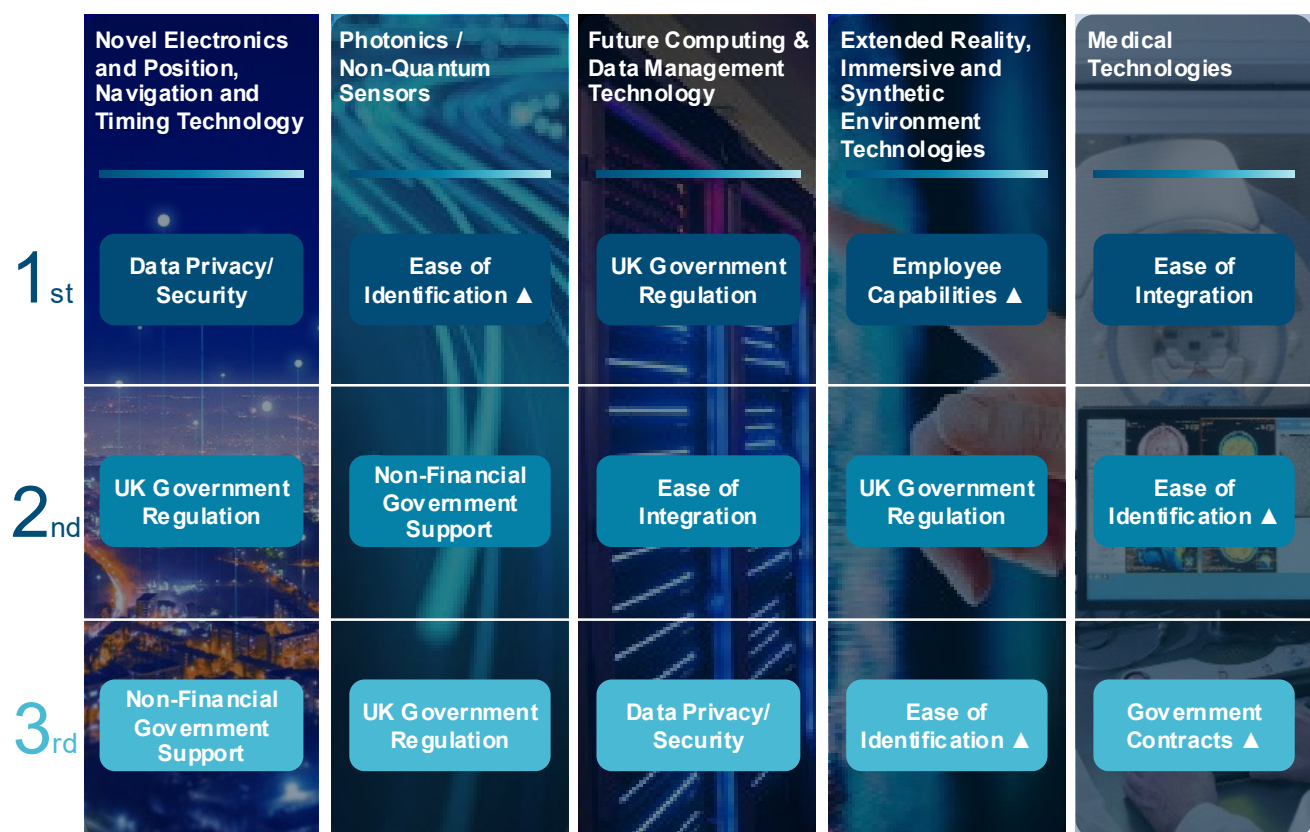 Novel Electronics
and Position,
Navigation and
Timing Technology
Photonics /
Non-Quantum
Sensors
Future Computing &
Data Management
Technology
Extended Reality,
Immersive and
Synthetic
Environment
Technologies
Medical
Technologies
1st
Data Privacy/
Security
Ease of
Identification ▲
UK Government
Regulation
Employee
Capabilities ▲
Ease of
Integration
2nd
UK Government
Regulation
Non-Financial
Government
Support
Ease of
Integration
UK Government
Regulation
Ease of
Identification ▲
3rd
Non-Financial
Government
Support
UK Government
Regulation
Data Privacy/
Security
Ease of
Identification ▲
Government
Contracts ▲